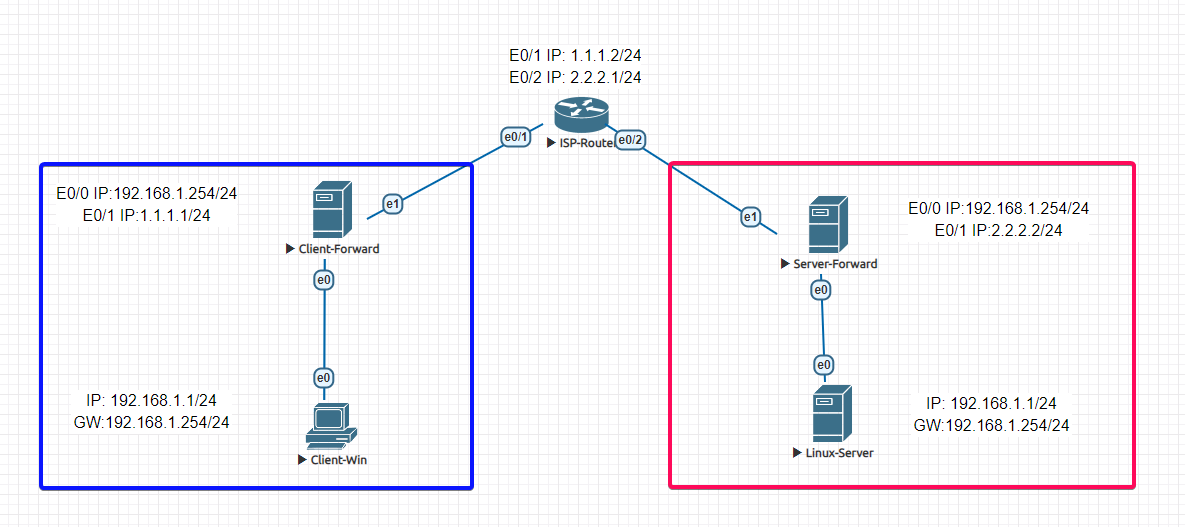 E0/1 IP: 1.1.1.2/24
E0/2 IP: 2.2.2.1/24
e0/1
ISP-Route
e0/2
E0/0 IP:192.168.1.254/24
E0/1 IP:1.1.1.1/24
e1
Client-Forward
e0
e0
IP: 192.168.1.1/24
GW:192.168.1.254/24
Client-Win
e1
E0/0 IP:192.168.1.254/24
E0/1 IP:2.2.2.2/24
Server-Forward
e0
e0
IP: 192.168.1.1/24
GW:192.168.1.254/24
Linux-Server